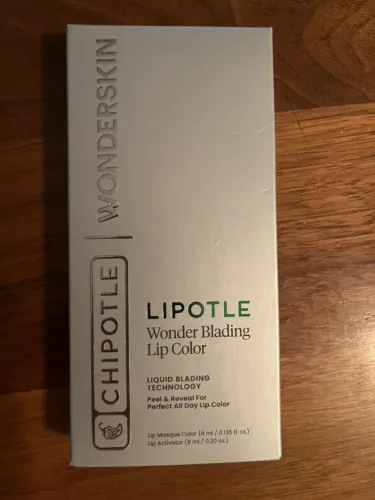 CHIPOTLE | WONDERSKIN
LIPOTLE
Wonder Blading
Lip Color
LIQUID BLADING
TECHNOLOGY
Peel & Reveal For
Perfect All Day Lip Color
Lip Masque Color (4 ml / 0.135 fl oz.)
Lip Activator (9 ml / 0.30 oz.)